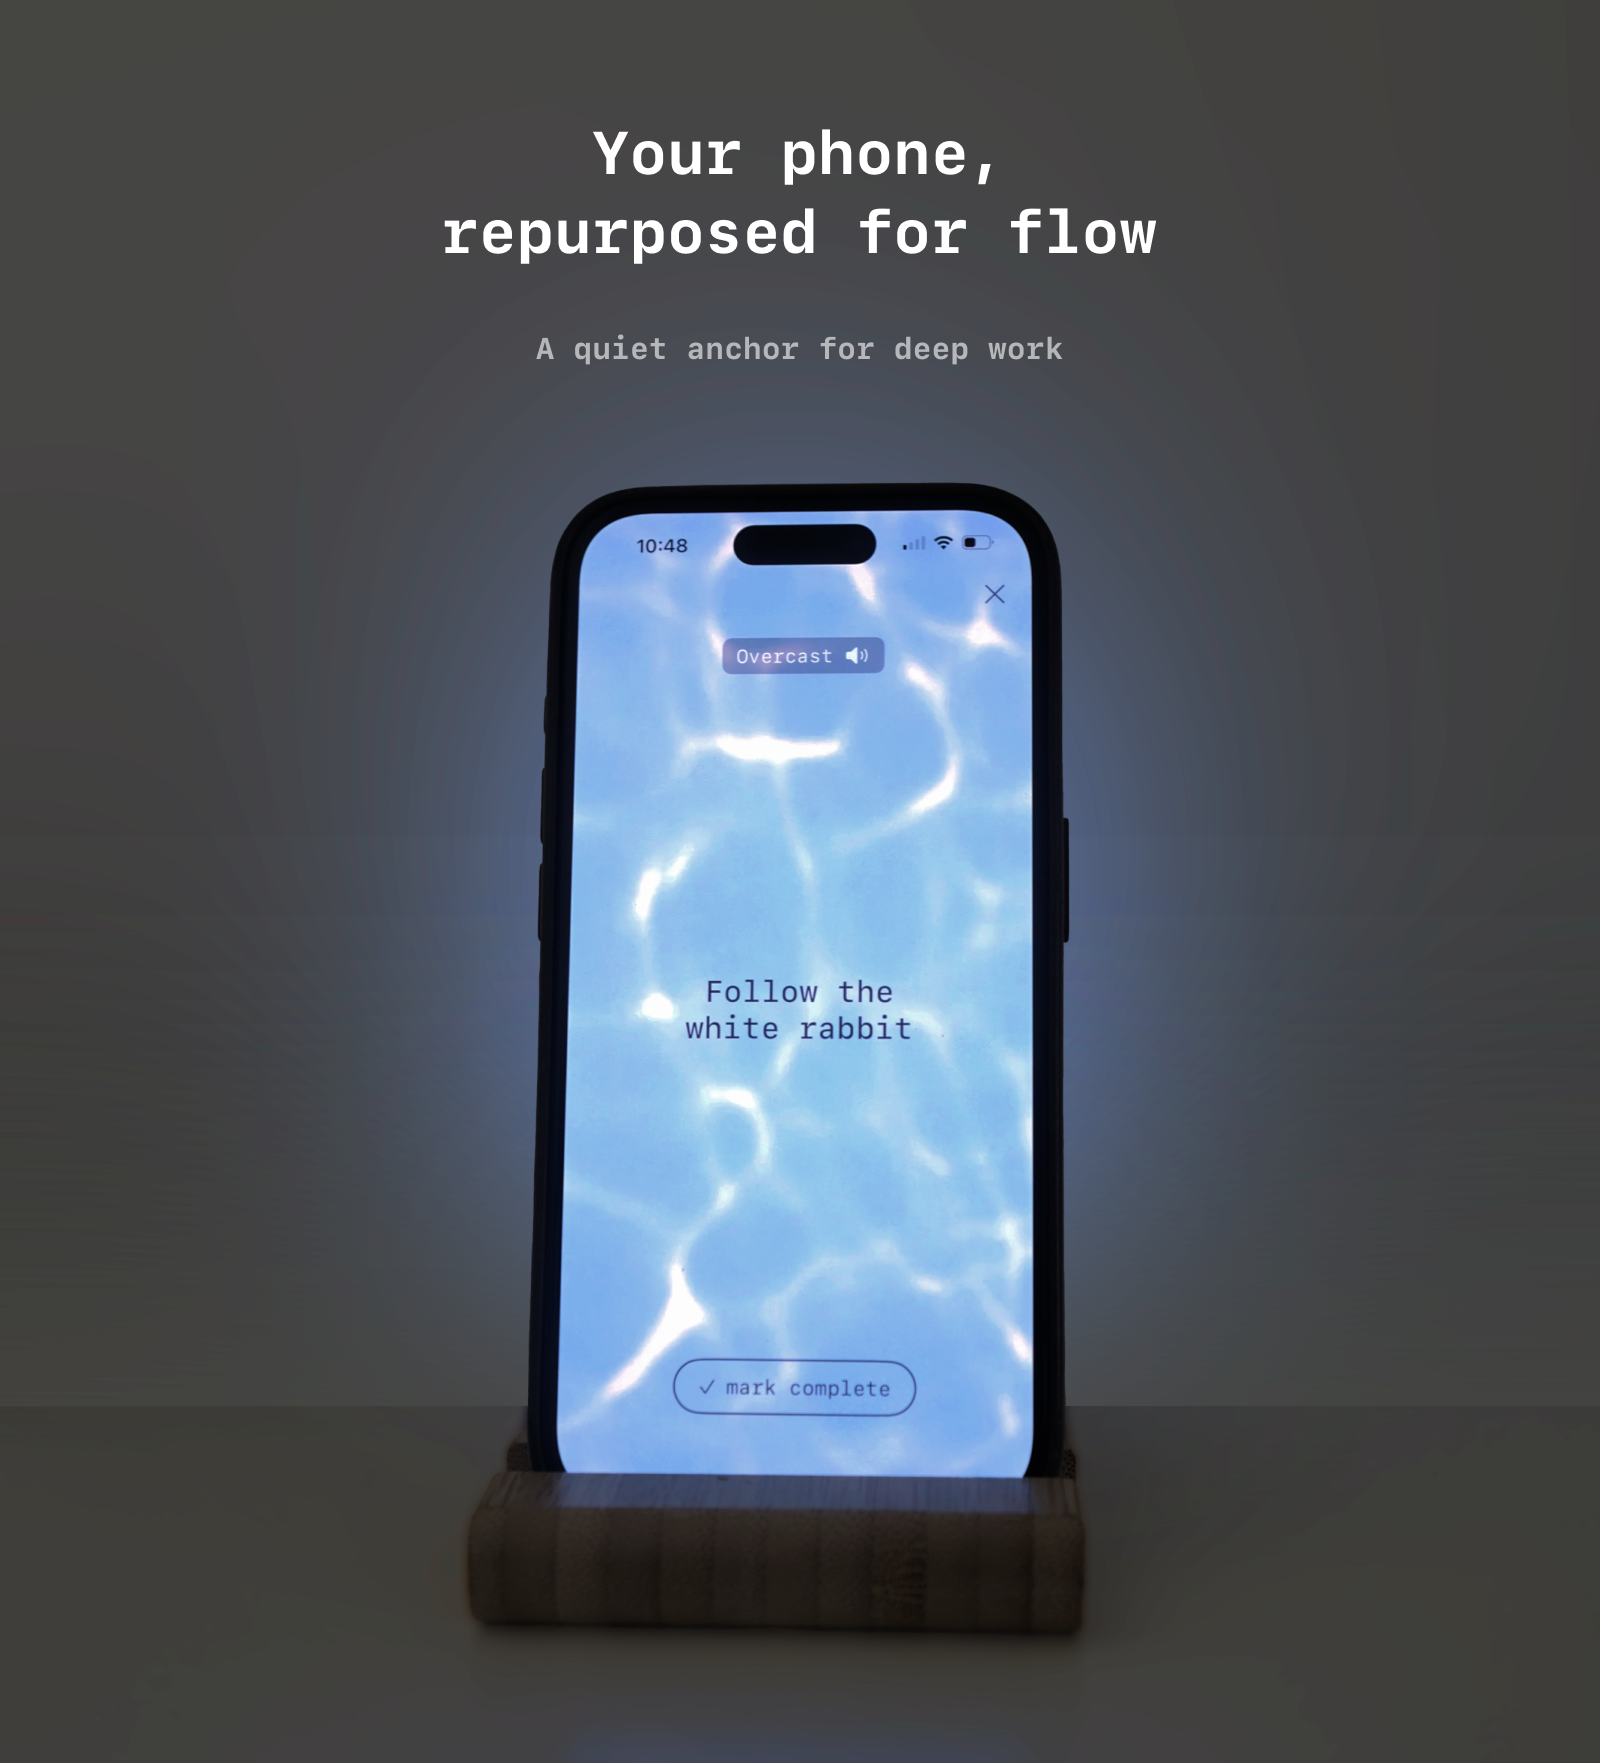 Your phone,
repurposed for flow
A quiet anchor for deep work
10:48
Overcast
Follow the
white rabbit
✓ mark complete